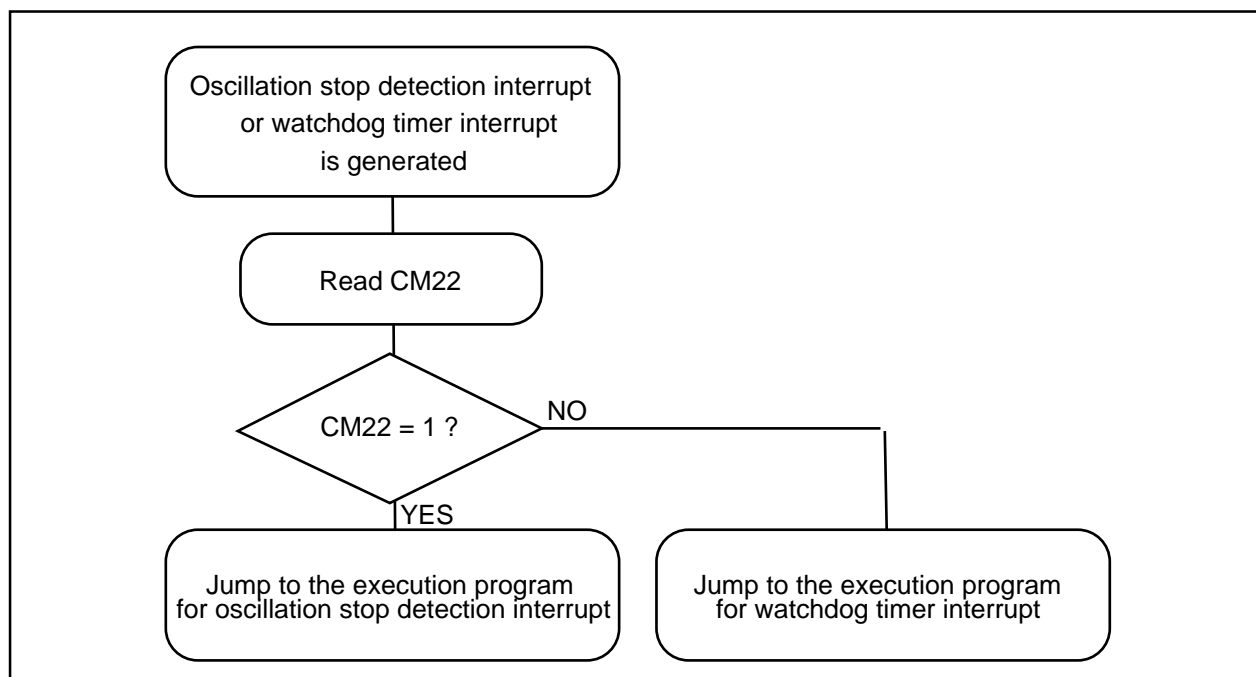 Oscillation stop detection interrupt
or watchdog timer interrupt
is generated
Read CM22
CM22 = 1 ?
NO
YES
Jump to the execution program
for oscillation stop detection interrupt
Jump to the execution program
for watchdog timer interrupt